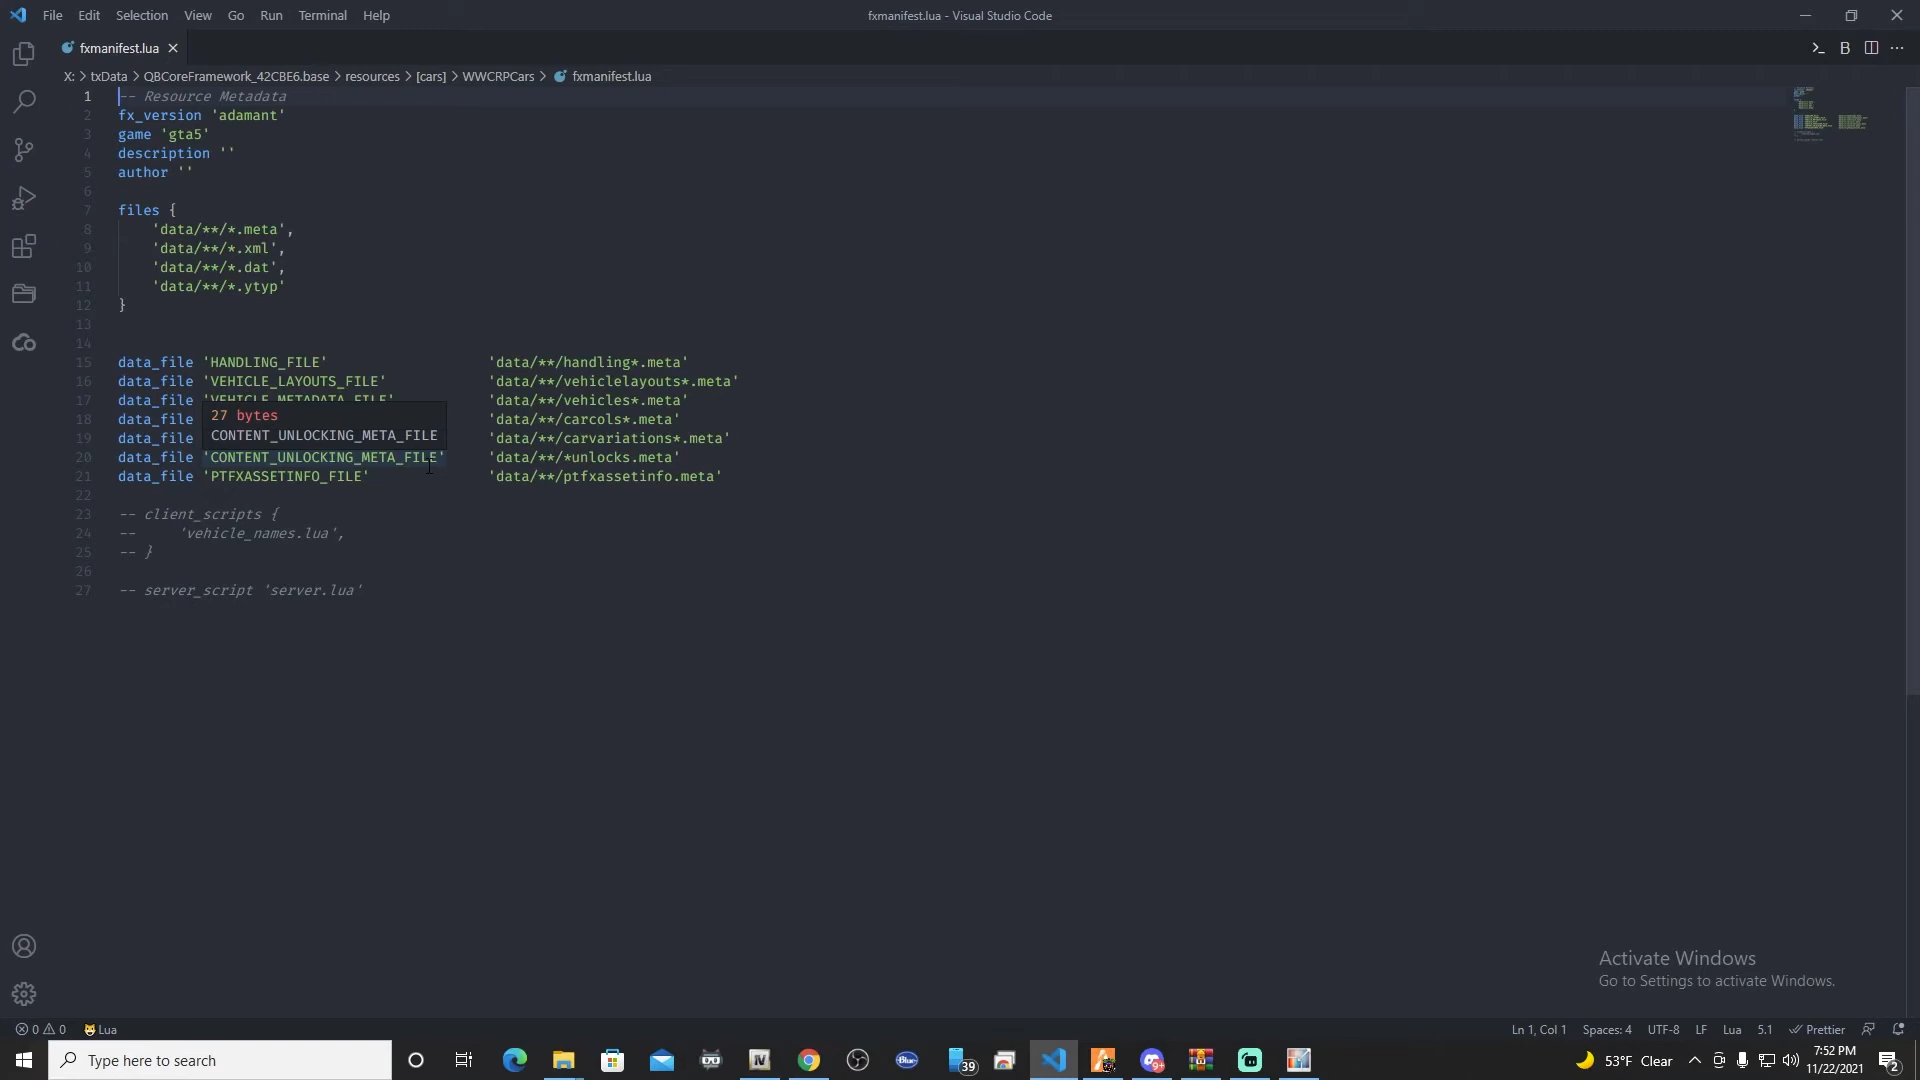 File Edit Selection View Go Run Terminal Help
fxmanifest.lua - Visual Studio Code
fxmanifest.lua
X: > txData > QBCoreFramework_42CBE6.base > resources > [cars] > WWCRPCars > fxmanifest.lua
1 -- Resource Metadata
2 fx_version 'adamant'
3 game 'gta5'
4 description ''
5 author ''
6
7 files {
8 'data/**/*.meta',
9 'data/**/*.xml',
10 'data/**/*.dat',
11 'data/**/*.ytyp'
12 }
13
14
15 data_file 'HANDLING_FILE' 'data/**/handling*.meta'
16 data_file 'VEHICLE_LAYOUTS_FILE' 'data/**/vehiclelayouts*.meta'
17 data_file 'VEHICLE_METADATA_FILE' 'data/**/vehicles*.meta'
27 bytes
18 data_file 'data/**/carcols*.meta'
CONTENT_UNLOCKING_META_FILE
19 data_file 'data/**/carvariations*.meta'
20 data_file 'CONTENT_UNLOCKING_META_FILE' 'data/**/*unlocks.meta'
21 data_file 'PTFXASSETINFO_FILE' 'data/**/ptfxassetinfo.meta'
22
23 -- client_scripts {
24 -- 'vehicle_names.lua',
25 -- }
26
27 -- server_script 'server.lua'
Activate Windows
Go to Settings to activate Windows.
0 0 Lua
Ln 1, Col 1 Spaces: 4 UTF-8 LF Lua 5.1 Prettier
Type here to search
Blue
39
9+
53°F Clear
7:52 PM
11/22/2021
2